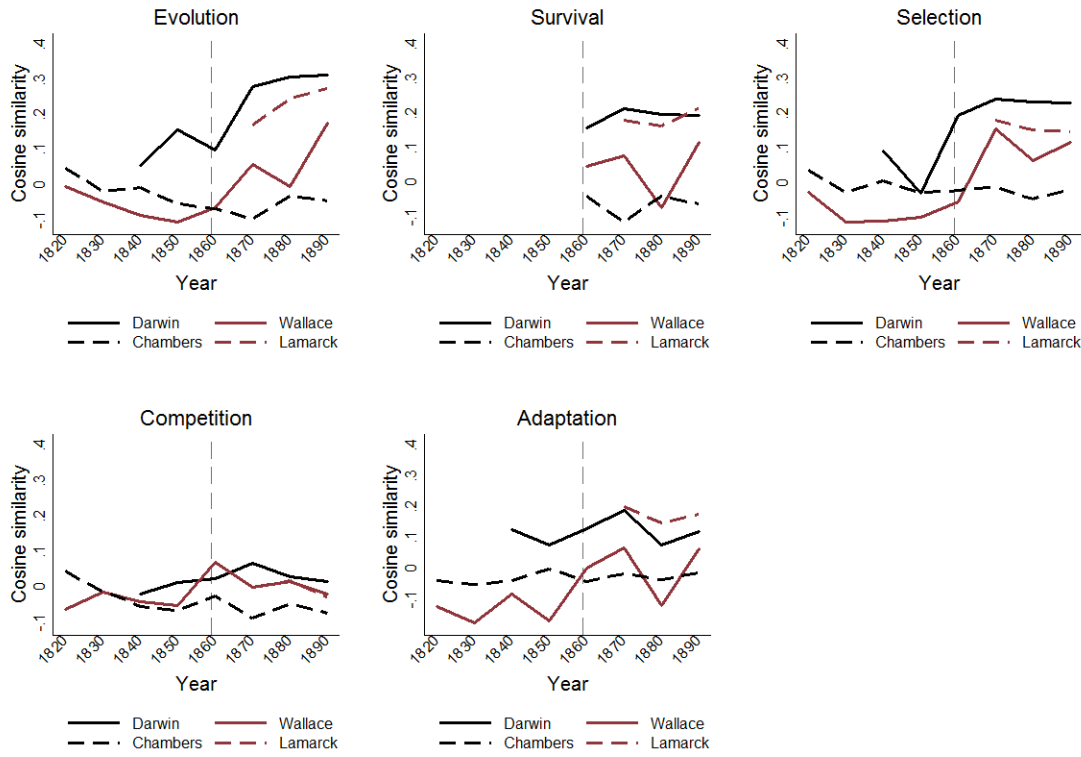 Evolution
Cosine similarity
.4
.3
.2
.1
0
-.1
1820 1830 1840 1850 1860 1870 1880 1890
Year
Darwin Wallace
Chambers Lamarck
Survival
Cosine similarity
.4
.3
.2
.1
0
-.1
1820 1830 1840 1850 1860 1870 1880 1890
Year
Darwin Wallace
Chambers Lamarck
Selection
Cosine similarity
.4
.3
.2
.1
0
-.1
1820 1830 1840 1850 1860 1870 1880 1890
Year
Darwin Wallace
Chambers Lamarck
Competition
Cosine similarity
.4
.3
.2
.1
0
-.1
1820 1830 1840 1850 1860 1870 1880 1890
Year
Darwin Wallace
Chambers Lamarck
Adaptation
Cosine similarity
.4
.3
.2
.1
0
-.1
1820 1830 1840 1850 1860 1870 1880 1890
Year
Darwin Wallace
Chambers Lamarck